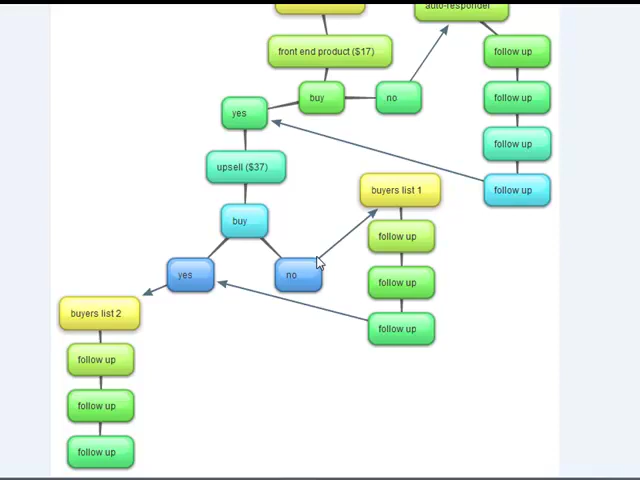 auto-responder
front end product ($17)
follow up
buy
no
follow up
yes
follow up
upsell ($37)
buyers list 1
follow up
buy
follow up
yes
no
follow up
buyers list 2
follow up
follow up
follow up
follow up